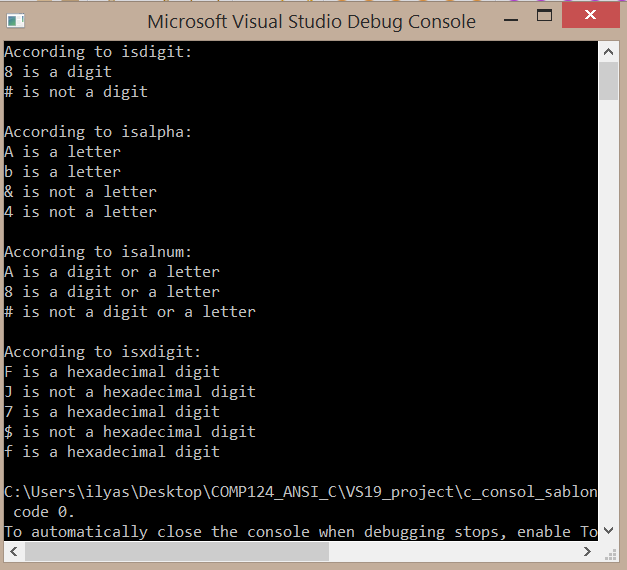 Microsoft Visual Studio Debug Console
According to isdigit:
8 is a digit
# is not a digit
According to isalpha:
A is a letter
b is a letter
& is not a letter
4 is not a letter
According to isalnum:
A is a digit or a letter
8 is a digit or a letter
# is not a digit or a letter
According to isxdigit:
F is a hexadecimal digit
J is not a hexadecimal digit
7 is a hexadecimal digit
$ is not a hexadecimal digit
f is a hexadecimal digit
C:\Users\ilyas\Desktop\COMP124_ANSI_C\VS19_project\c_consol_sablon
code 0.
To automatically close the console when debugging stops, enable To